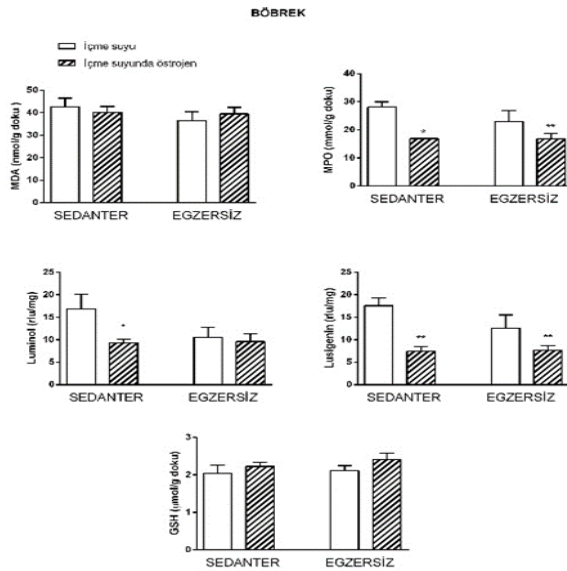 BÖBREK
İçme suyu
İçme suyunda östrojen
MDA (nmol/g doku)
50
40
30
20
10
0
SEDANTER EGZERSİZ
MPO (mmol/g doku)
40
30
20
10
0
* **
SEDANTER EGZERSİZ
Luminol (rlu/mg)
25
20
15
10
5
0
*
SEDANTER EGZERSİZ
Lusigenin (rlu/mg)
25
20
15
10
5
0
** **
SEDANTER EGZERSİZ
GSH (µmol/g doku)
3
2
1
0
SEDANTER EGZERSİZ